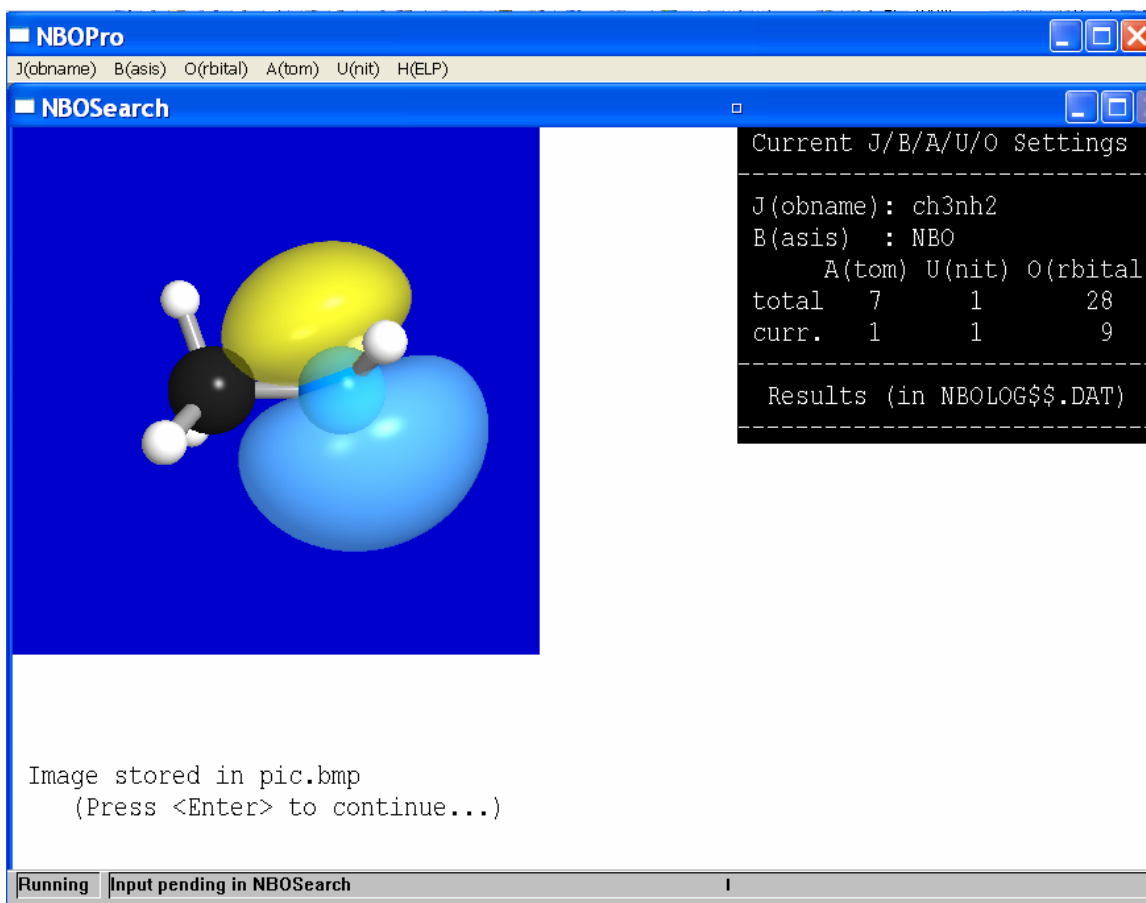 NBOPro
J(obname) B(asis) O(rbital) A(tom) U(nit) H(ELP)
NBOSearch
Current J/B/A/U/O Settings
J(obname): ch3nh2
B(asis) : NBO
A(tom) U(nit) O(rbital
total 7 1 28
curr. 1 1 9
Results (in NBOLOG$$.DAT)
Image stored in pic.bmp
(Press <Enter> to continue...)
Running Input pending in NBOSearch